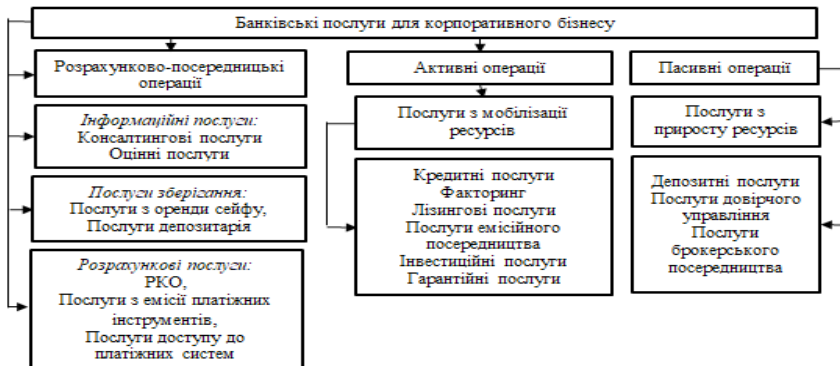 Банківські послуги для корпоративного бізнесу
Розрахунково-посередницькі
операції
Інформаційні послуги:
Консалтингові послуги
Оцінні послуги
Послуги зберігання:
Послуги з оренди сейфу,
Послуги депозитарія
Розрахункові послуги:
РКО,
Послуги з емісії платіжних
інструментів,
Послуги доступу до
платіжних систем
Активні операції
Послуги з мобілізації
ресурсів
Кредитні послуги
Факторинг
Лізингові послуги
Послуги емісійного
посередництва
Інвестиційні послуги
Гарантійні послуги
Пасивні операції
Послуги з
приросту ресурсів
Депозитні послуги
Послуги довірчого
управління
Послуги
брокерського
посередництва